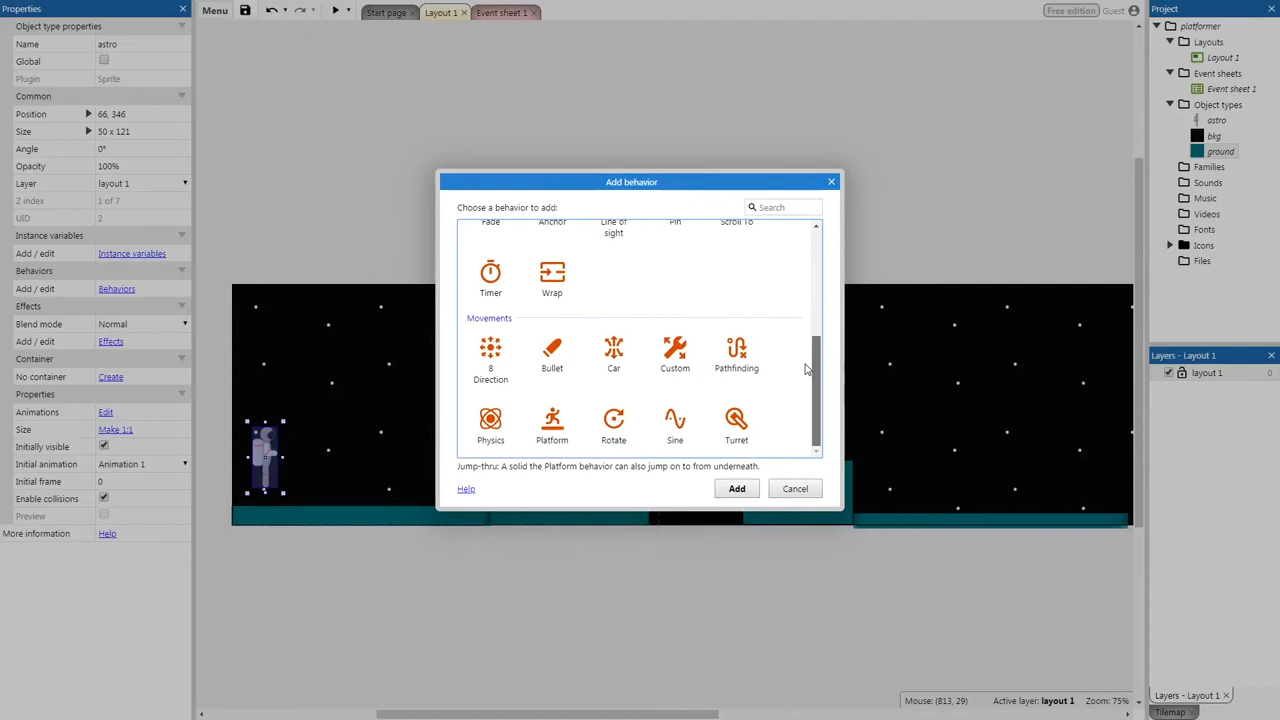 Properties
Object type properties
Name astro
Global
Plugin Sprite
Common
Position 66, 346
Size 50 x 121
Angle 0°
Opacity 100%
Layer layout 1
Z index 1 of 7
UID 2
Instance variables
Add / edit Instance variables
Behaviors
Add / edit Behaviors
Effects
Blend mode Normal
Add / edit Effects
Container
No container Create
Properties
Animations Edit
Size Make 1:1
Initially visible
Initial animation Animation 1
Initial frame 0
Enable collisions
Preview
More information Help
Menu
Start page
Layout 1
Event sheet 1
Free edition Guest
Add behavior
Choose a behavior to add:
Search
Fade Anchor Line of sight Pin Scroll To
Timer Wrap
Movements
8 Direction Bullet Car Custom Pathfinding
Physics Platform Rotate Sine Turret
Jump-thru: A solid the Platform behavior can also jump on to from underneath.
Help Add Cancel
Mouse: (813, 29) Active layer: layout 1 Zoom: 75%
Project
platformer
Layouts
Layout 1
Event sheets
Event sheet 1
Object types
astro
bkg
ground
Families
Sounds
Music
Videos
Fonts
Icons
Files
Layers - Layout 1
layout 1 0
Layers - Layout 1
Tilemap